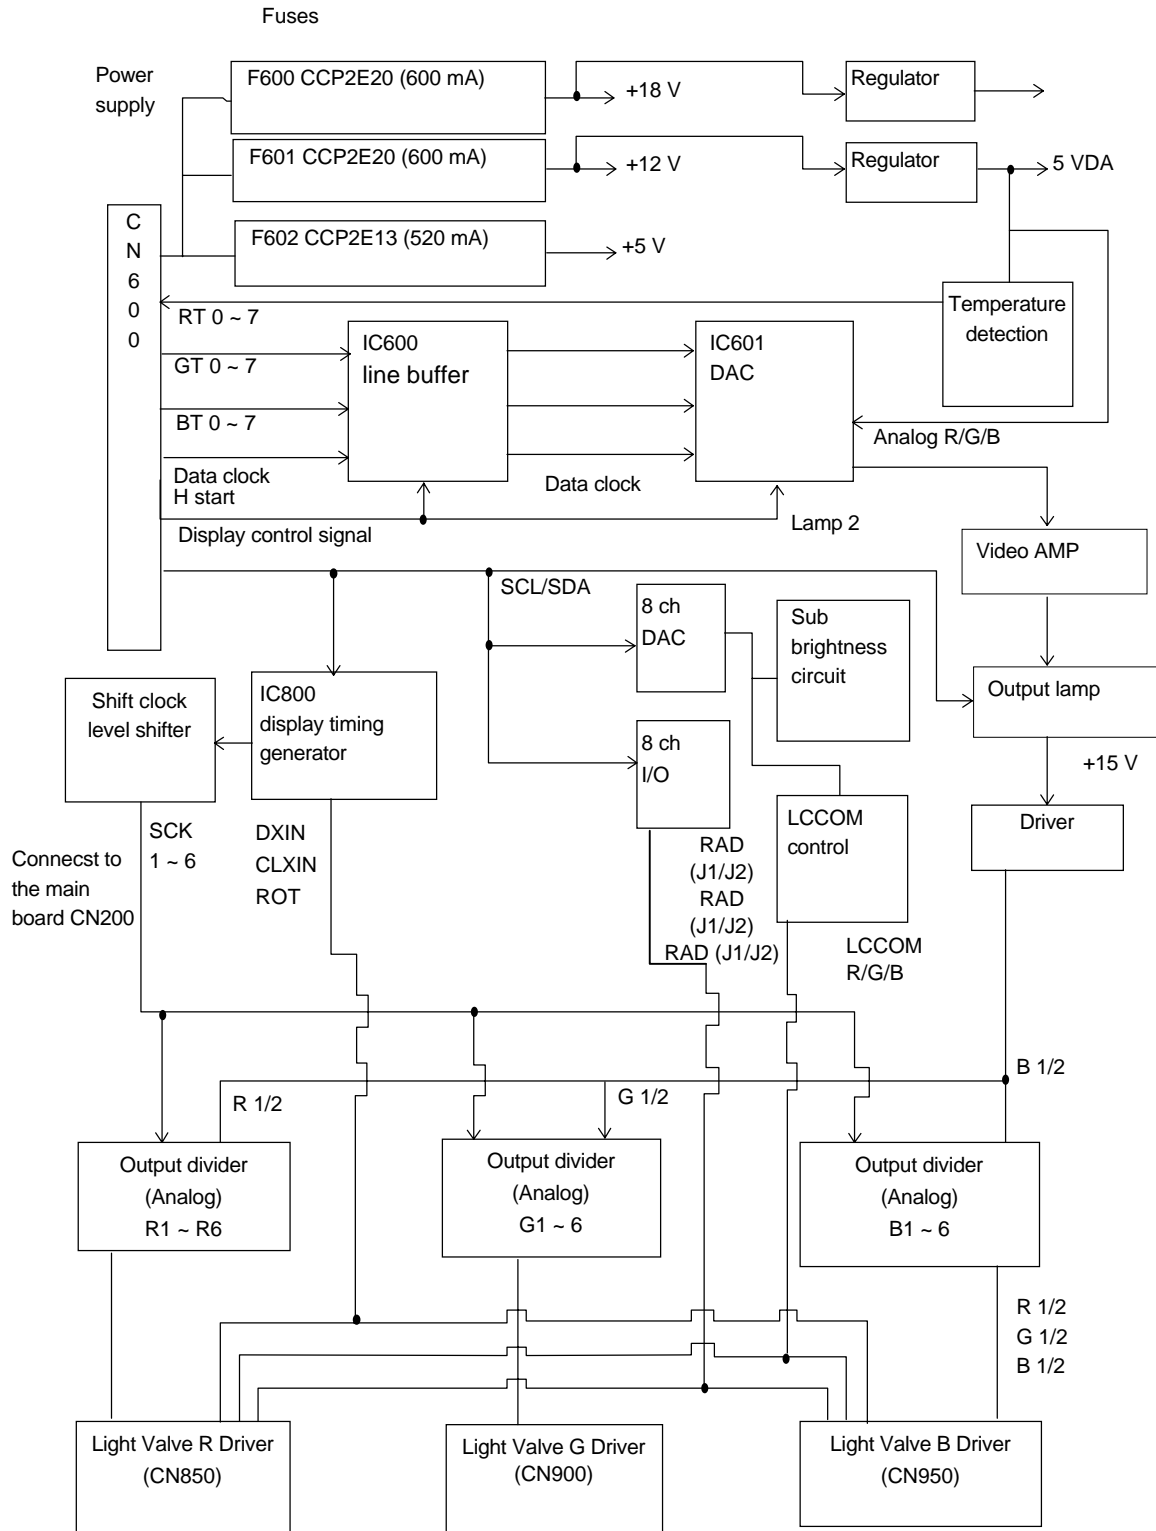 Fuses
Power
supply
F600 CCP2E20 (600 mA)
+18 V
Regulator
F601 CCP2E20 (600 mA)
+12 V
Regulator
5 VDA
C
N
6
0
0
F602 CCP2E13 (520 mA)
+5 V
RT 0 ~ 7
Temperature
detection
GT 0 ~ 7
IC600
line buffer
IC601
DAC
BT 0 ~ 7
Analog R/G/B
Data clock
H start
Data clock
Lamp 2
Display control signal
Video AMP
SCL/SDA
8 ch
DAC
Sub
brightness
circuit
Shift clock
level shifter
IC800
display timing
generator
Output lamp
8 ch
I/O
+15 V
SCK
1 ~ 6
DXIN
CLXIN
ROT
LCCOM
control
Driver
Connecst to
the main
board CN200
RAD
(J1/J2)
RAD
(J1/J2)
RAD (J1/J2)
LCCOM
R/G/B
R 1/2
G 1/2
B 1/2
Output divider
(Analog)
R1 ~ R6
Output divider
(Analog)
G1 ~ 6
Output divider
(Analog)
B1 ~ 6
R 1/2
G 1/2
B 1/2
Light Valve R Driver
(CN850)
Light Valve G Driver
(CN900)
Light Valve B Driver
(CN950)